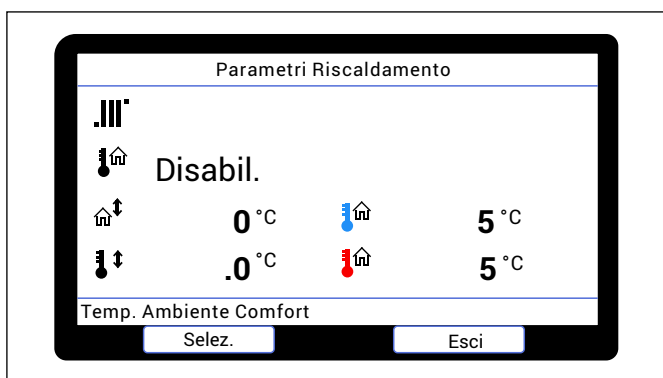 Parametri Riscaldamento
Disabil.
0 °C 5 °C
.0 °C 5 °C
Temp. Ambiente Comfort
Selez. Esci